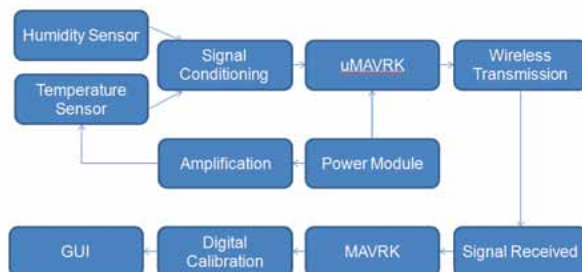 Humidity Sensor
Temperature
Sensor
Signal
Conditioning
uMAVRK
Wireless
Transmission
Amplification
Power Module
GUI
Digital
Calibration
MAVRK
Signal Received